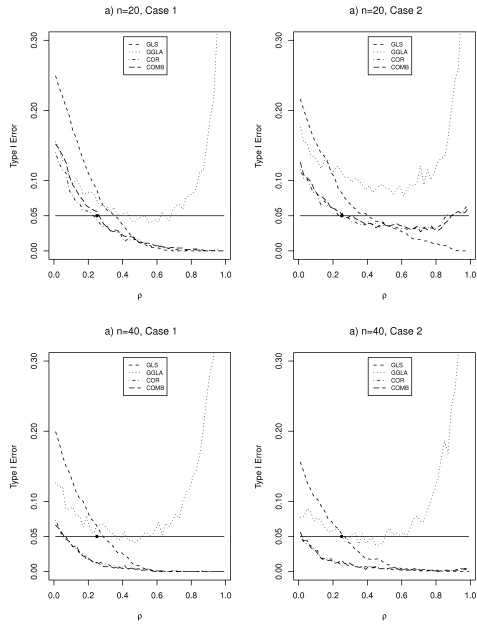 a) n=20, Case 1
GLS
GGLA
COR
COMB
Type I Error
0.00 0.05 0.10 0.20 0.30
0.0 0.2 0.4 0.6 0.8 1.0
ρ
a) n=20, Case 2
GLS
GGLA
COR
COMB
Type I Error
0.00 0.05 0.10 0.20 0.30
0.0 0.2 0.4 0.6 0.8 1.0
ρ
a) n=40, Case 1
GLS
GGLA
COR
COMB
Type I Error
0.00 0.05 0.10 0.20 0.30
0.0 0.2 0.4 0.6 0.8 1.0
ρ
a) n=40, Case 2
GLS
GGLA
COR
COMB
Type I Error
0.00 0.05 0.10 0.20 0.30
0.0 0.2 0.4 0.6 0.8 1.0
ρ